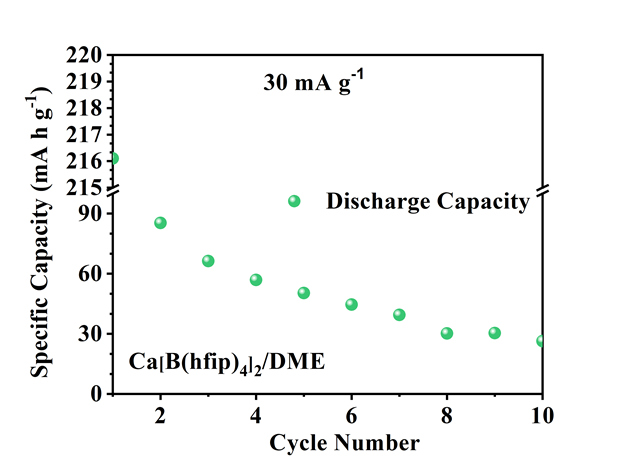 220
219
218
217
216
215
90
60
30
0
Specific Capacity (mA h g⁻¹)
30 mA g⁻¹
Discharge Capacity
Ca[B(hfip)₄]₂/DME
2 4 6 8 10
Cycle Number